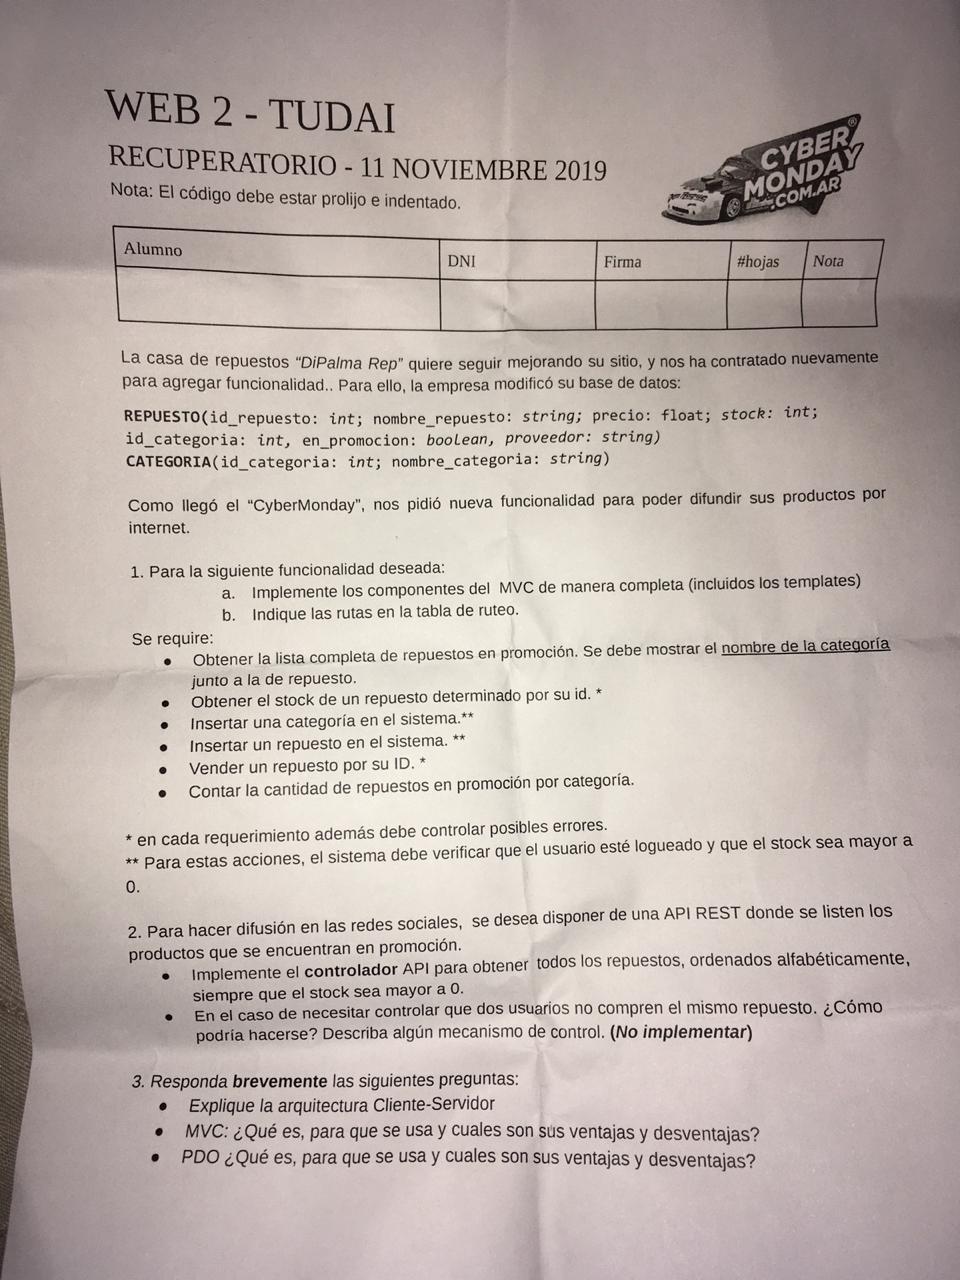 WEB 2 - TUDAI
RECUPERATORIO - 11 NOVIEMBRE 2019
Nota: El código debe estar prolijo e indentado.
CYBER®
MONDAY
.COM.AR
Alumno DNI Firma #hojas Nota
La casa de repuestos “DiPalma Rep” quiere seguir mejorando su sitio, y nos ha contratado nuevamente
para agregar funcionalidad.. Para ello, la empresa modificó su base de datos:
REPUESTO(id_repuesto: int; nombre_repuesto: string; precio: float; stock: int;
id_categoria: int, en_promocion: boolean, proveedor: string)
CATEGORIA(id_categoria: int; nombre_categoria: string)
Como llegó el “CyberMonday”, nos pidió nueva funcionalidad para poder difundir sus productos por
internet.
1. Para la siguiente funcionalidad deseada:
a. Implemente los componentes del MVC de manera completa (incluidos los templates)
b. Indique las rutas en la tabla de ruteo.
Se require:
● Obtener la lista completa de repuestos en promoción. Se debe mostrar el nombre de la categoría
junto a la de repuesto.
● Obtener el stock de un repuesto determinado por su id. *
● Insertar una categoría en el sistema.**
● Insertar un repuesto en el sistema. **
● Vender un repuesto por su ID. *
● Contar la cantidad de repuestos en promoción por categoría.
* en cada requerimiento además debe controlar posibles errores.
** Para estas acciones, el sistema debe verificar que el usuario esté logueado y que el stock sea mayor a
0.
2. Para hacer difusión en las redes sociales, se desea disponer de una API REST donde se listen los
productos que se encuentran en promoción.
● Implemente el controlador API para obtener todos los repuestos, ordenados alfabéticamente,
siempre que el stock sea mayor a 0.
● En el caso de necesitar controlar que dos usuarios no compren el mismo repuesto. ¿Cómo
podría hacerse? Describa algún mecanismo de control. (No implementar)
3. Responda brevemente las siguientes preguntas:
● Explique la arquitectura Cliente-Servidor
● MVC: ¿Qué es, para que se usa y cuales son sus ventajas y desventajas?
● PDO ¿Qué es, para que se usa y cuales son sus ventajas y desventajas?